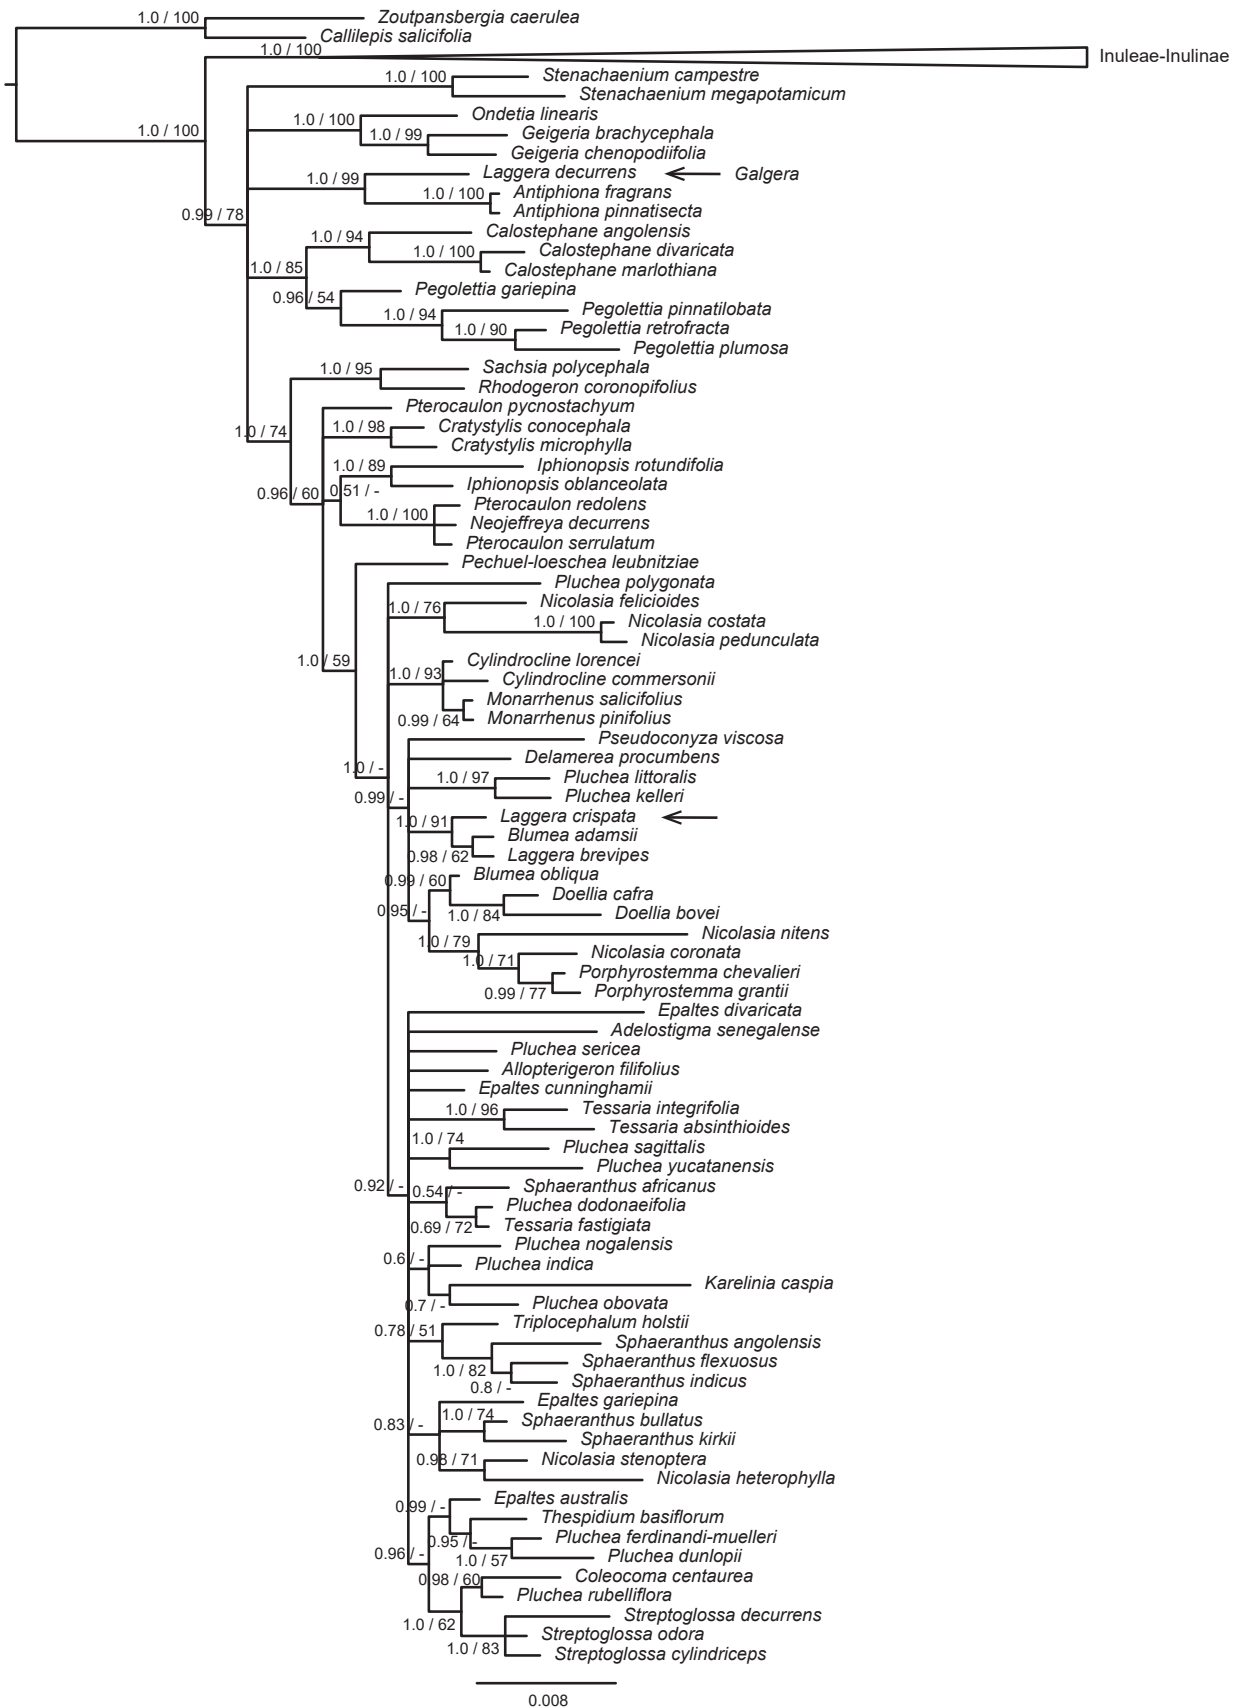 1.0 / 100
Zoutpansbergia caerulea
Callilepis salicifolia
1.0 / 100
Inuleae-Inulinae
1.0 / 100
Stenachaenium campestre
Stenachaenium megapotamicum
1.0 / 100
Ondetia linearis
1.0 / 100
1.0 / 99
Geigeria brachycephala
Geigeria chenopodiifolia
1.0 / 99
Laggera decurrens
Galgera
1.0 / 100
Antiphiona fragrans
Antiphiona pinnatisecta
0.99 / 78
1.0 / 94
Calostephane angolensis
1.0 / 100
Calostephane divaricata
Calostephane marlothiana
1.0 / 85
0.96 / 54
Pegolettia gariepina
1.0 / 94
Pegolettia pinnatilobata
1.0 / 90
Pegolettia retrofracta
Pegolettia plumosa
1.0 / 95
Sachsia polycephala
Rhodogeron coronopifolius
Pterocaulon pycnostachyum
1.0 / 74
1.0 / 98
Cratystylis conocephala
Cratystylis microphylla
1.0 / 89
Iphionopsis rotundifolia
Iphionopsis oblanceolata
0.96 / 60
0.51 / -
1.0 / 100
Pterocaulon redolens
Neojeffreya decurrens
Pterocaulon serrulatum
Pechuel-loeschea leubnitziae
Pluchea polygonata
1.0 / 76
Nicolasia felicioides
1.0 / 100
Nicolasia costata
Nicolasia pedunculata
1.0 / 59
1.0 / 93
Cylindrocline lorencei
Cylindrocline commersonii
Monarrhenus salicifolius
0.99 / 64
Monarrhenus pinifolius
Pseudoconyza viscosa
Delamerea procumbens
1.0 / -
1.0 / 97
Pluchea littoralis
0.99 / -
Pluchea kelleri
1.0 / 91
Laggera crispata
Blumea adamsii
0.98 / 62
Laggera brevipes
0.99 / 60
Blumea obliqua
Doellia cafra
0.95 / -
1.0 / 84
Doellia bovei
1.0 / 79
Nicolasia nitens
1.0 / 71
Nicolasia coronata
Porphyrostemma chevalieri
0.99 / 77
Porphyrostemma grantii
Epaltes divaricata
Adelostigma senegalense
Pluchea sericea
Allopterigeron filifolius
Epaltes cunninghamii
1.0 / 96
Tessaria integrifolia
Tessaria absinthioides
1.0 / 74
Pluchea sagittalis
Pluchea yucatanensis
0.92 / -
0.54 / -
Sphaeranthus africanus
Pluchea dodonaeifolia
0.69 / 72
Tessaria fastigiata
0.6 / -
Pluchea nogalensis
Pluchea indica
Karelinia caspia
0.7 / -
Pluchea obovata
0.78 / 51
Triplocephalum holstii
Sphaeranthus angolensis
1.0 / 82
Sphaeranthus flexuosus
0.8 / -
Sphaeranthus indicus
Epaltes gariepina
0.83 / -
1.0 / 74
Sphaeranthus bullatus
Sphaeranthus kirkii
0.98 / 71
Nicolasia stenoptera
Nicolasia heterophylla
0.99 / -
Epaltes australis
Thespidium basiflorum
0.95 / -
Pluchea ferdinandi-muelleri
0.96 / -
1.0 / 57
Pluchea dunlopii
0.98 / 60
Coleocoma centaurea
Pluchea rubelliflora
1.0 / 62
Streptoglossa decurrens
Streptoglossa odora
1.0 / 83
Streptoglossa cylindriceps
0.008